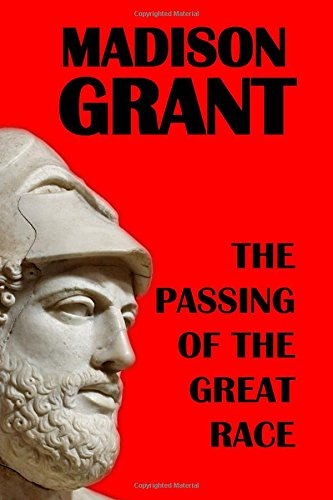 Copyrighted Material
MADISON
GRANT
THE
PASSING
OF THE
GREAT
RACE
Copyrighted Material